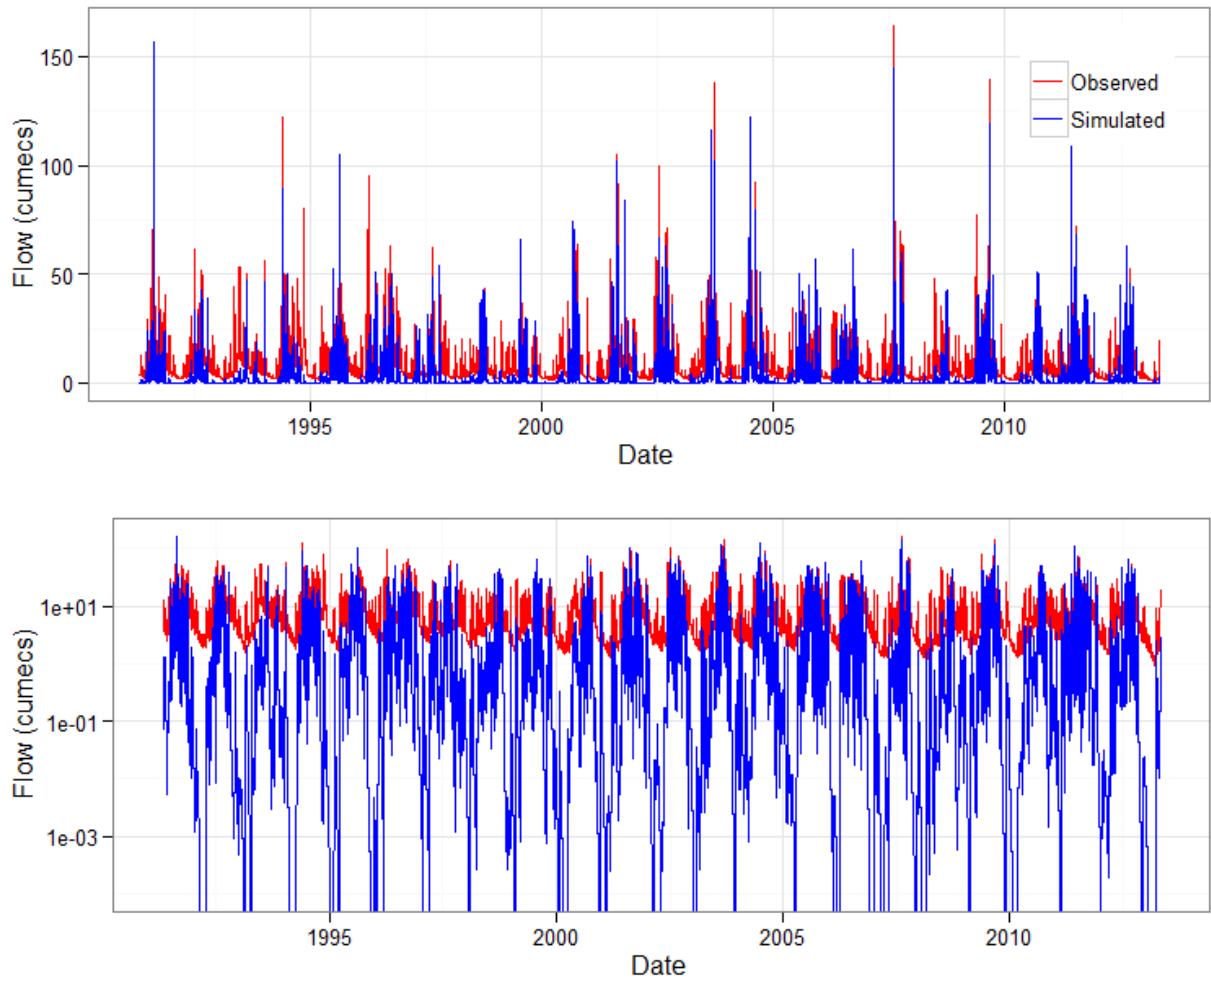 Flow (cumecs)
150
100
50
0
Observed
Simulated
1995
2000
2005
2010
Date
Flow (cumecs)
1e+01
1e-01
1e-03
1995
2000
2005
2010
Date